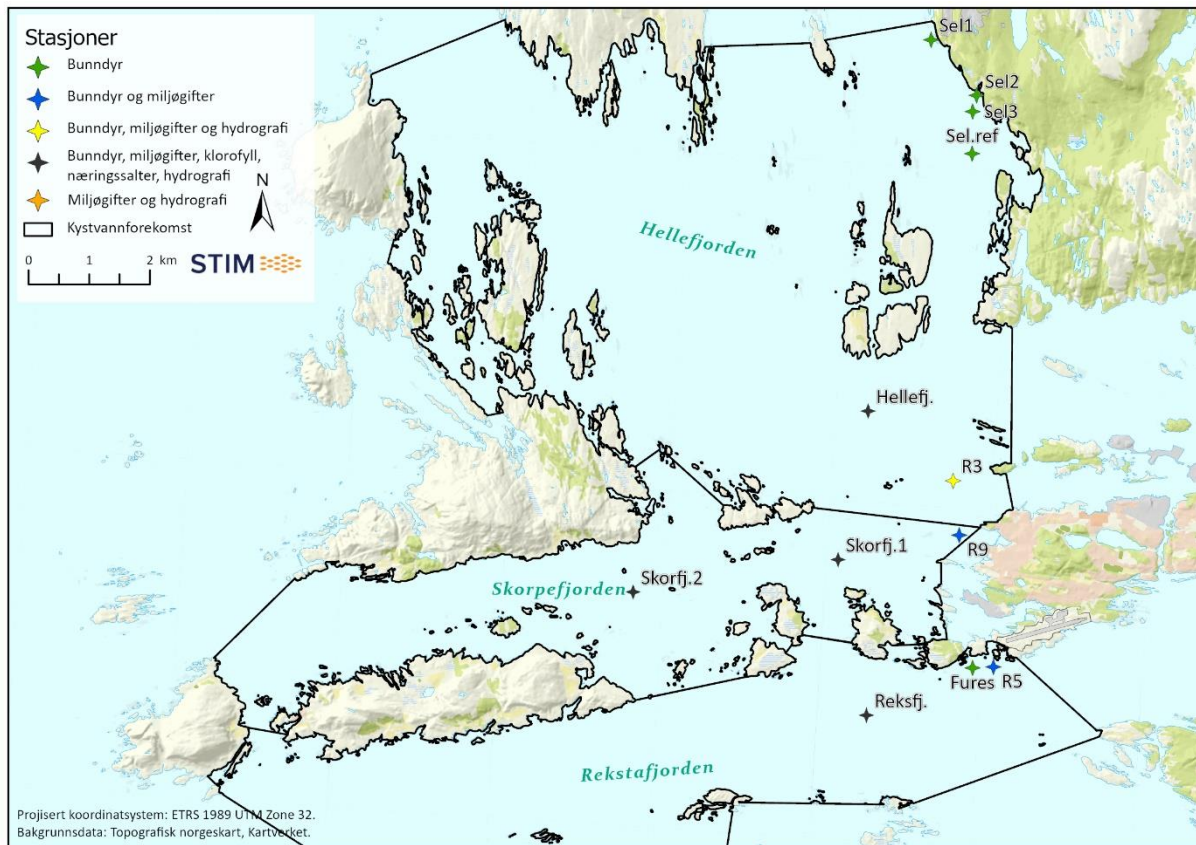 Stasjoner
Bunndyr
Bunndyr og miljøgifter
Bunndyr, miljøgifter og hydrografi
Bunndyr, miljøgifter, klorofyll,
næringssalter, hydrografi
Miljøgifter og hydrografi
Kystvannforekomst
N
0 1 2 km
STIM
Sel1
Sel2
Sel3
Sel.ref
Hellefjorden
Hellefj.
R3
R9
Skorfj.1
Skorpefjorden
Skorfj.2
Fures
R5
Reksfj.
Rekstafjorden
Projisert koordinatsystem: ETRS 1989 UTM Zone 32.
Bakgrunnsdata: Topografisk norgeskart, Kartverket.